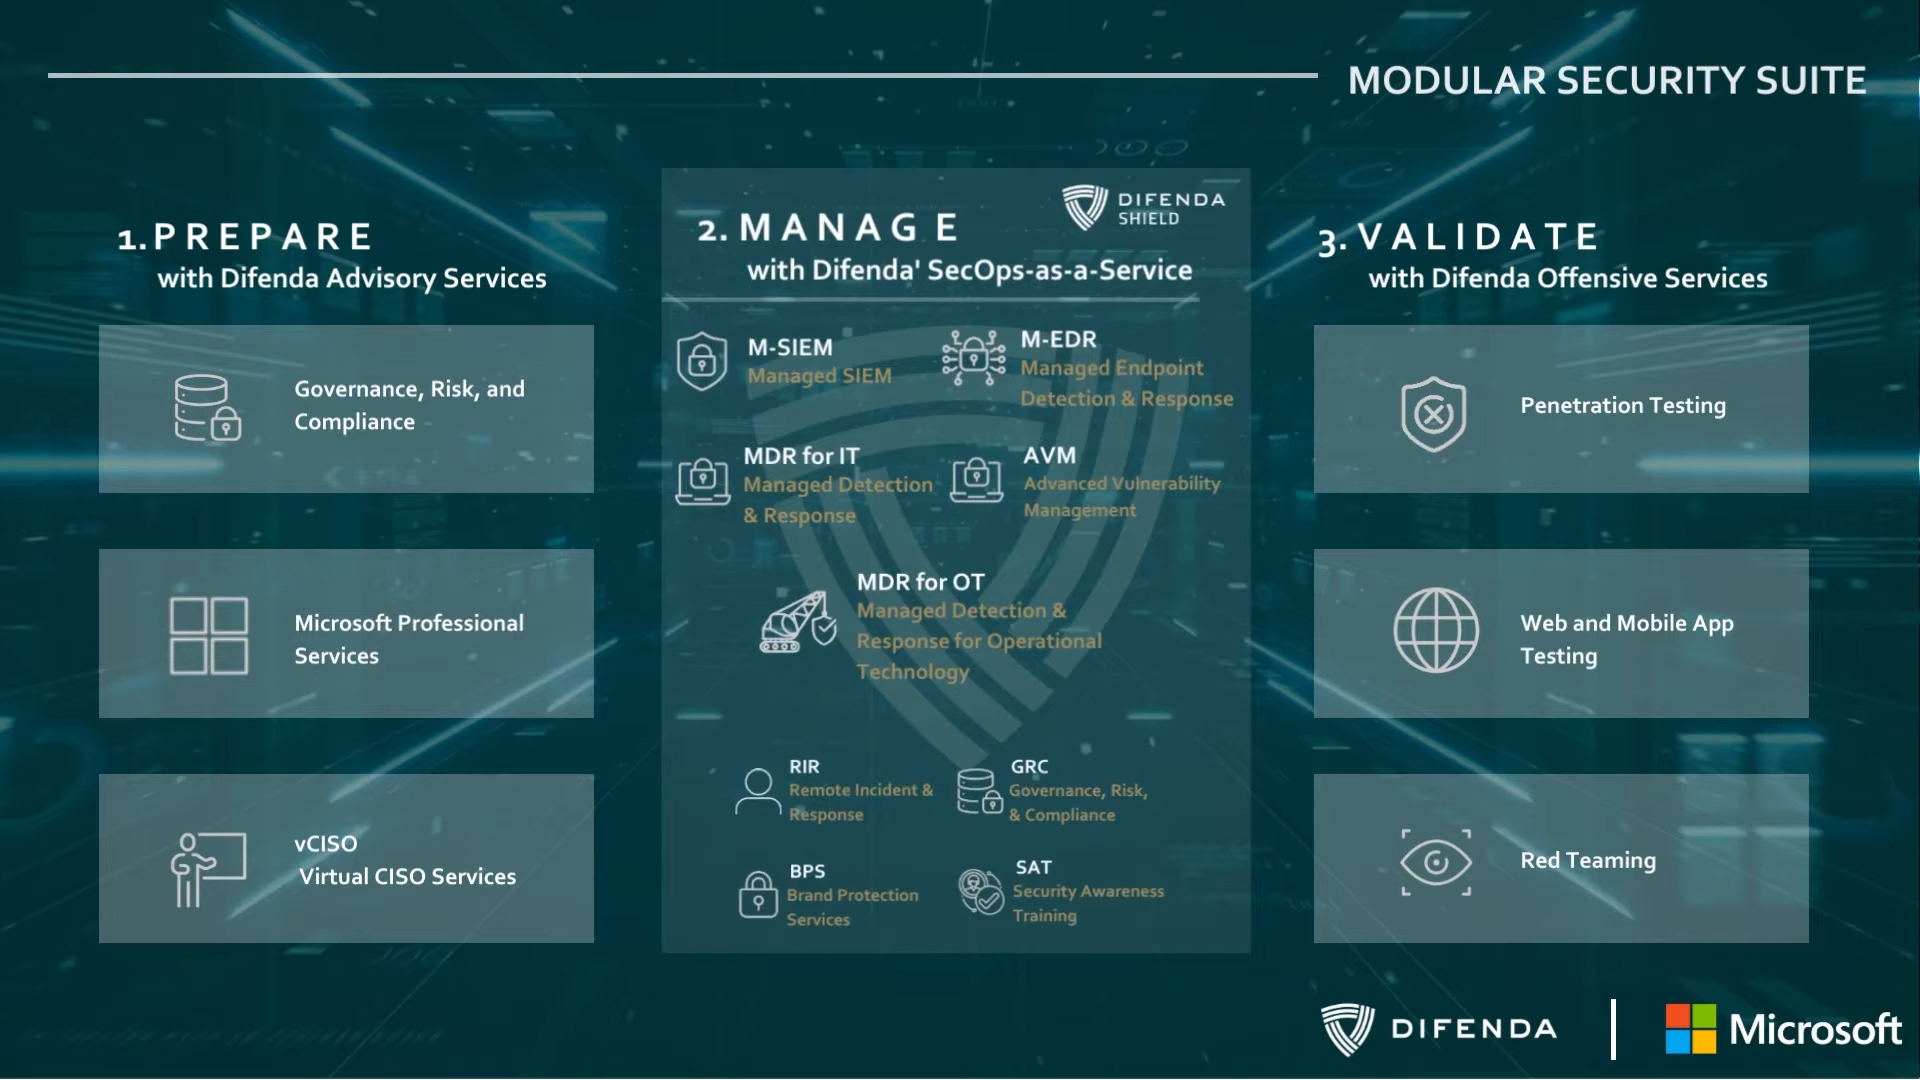 MODULAR SECURITY SUITE
1. PREPARE
with Difenda Advisory Services
Governance, Risk, and
Compliance
Microsoft Professional
Services
vCISO
Virtual CISO Services
2. MANAGE
DIFENDA
SHIELD
with Difenda' SecOps-as-a-Service
M-SIEM
Managed SIEM
M-EDR
Managed Endpoint
Detection & Response
MDR for IT
Managed Detection
& Response
AVM
Advanced Vulnerability
Management
MDR for OT
Managed Detection &
Response for Operational
Technology
RIR
Remote Incident &
Response
GRC
Governance, Risk,
& Compliance
BPS
Brand Protection
Services
SAT
Security Awareness
Training
3. VALIDATE
with Difenda Offensive Services
Penetration Testing
Web and Mobile App
Testing
Red Teaming
DIFENDA
Microsoft